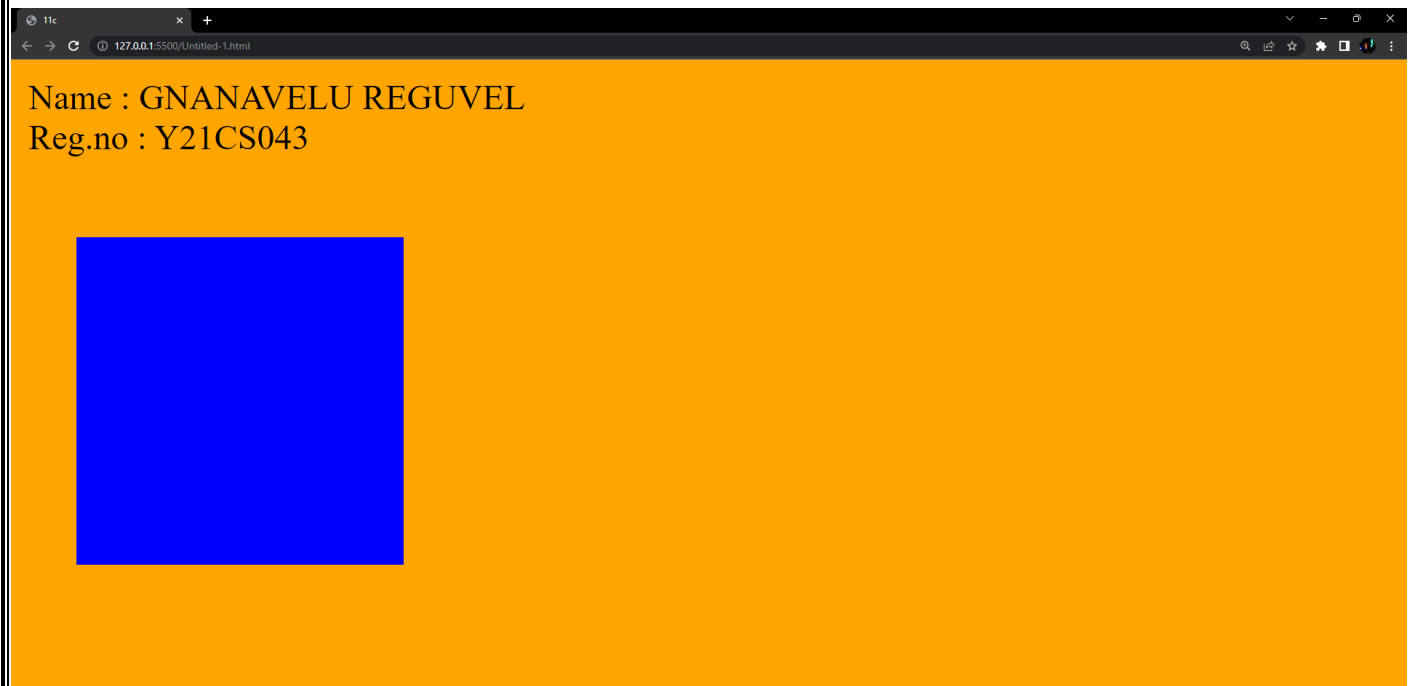 11c
127.0.0.1:5500/Untitled-1.html
Name : GNANAVELU REGUVEL
Reg.no : Y21CS043